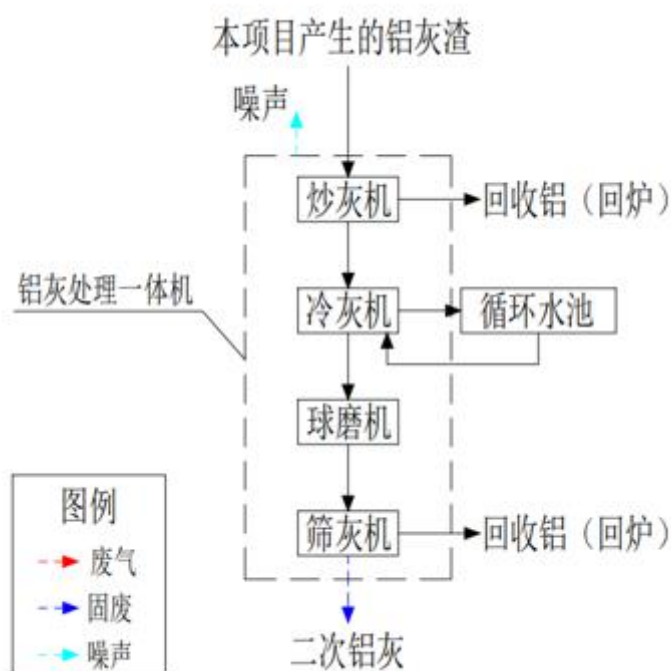 本项目产生的铝灰渣
噪声
炒灰机
回收铝（回炉）
铝灰处理一体机
冷灰机
循环水池
球磨机
筛灰机
回收铝（回炉）
二次铝灰
图例
废气
固废
噪声